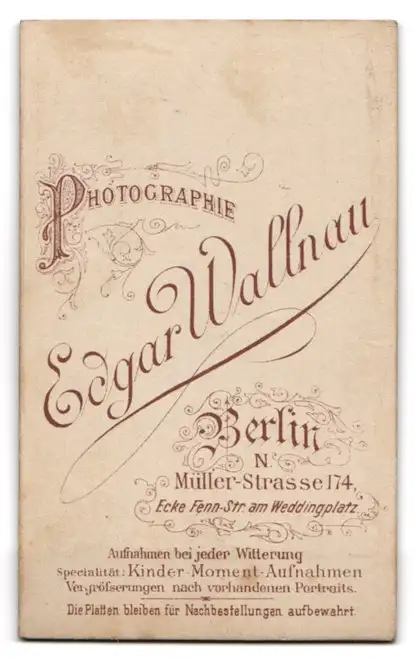 PHOTOGRAPHIE
Edgar Wallnau
Berlin
N.
Müller-Strasse 174,
Ecke Fenn-Str. am Weddingplatz.
Aufnahmen bei jeder Witterung
Specialität: Kinder-Moment-Aufnahmen
Vergröfserungen nach vorhandenen Portraits.
Die Platten bleiben für Nachbestellungen aufbewahrt.